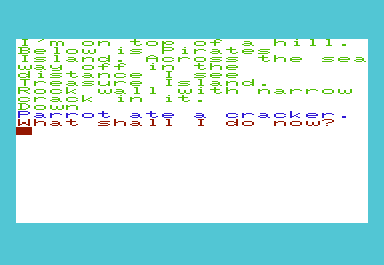 I'm on top of a hill.
Below is Pirates
Island. Across the sea
way off in the
distance I see
Treasure Island.
Rock wall with narrow
crack in it.
Down
Parrot ate a cracker.
What shall I do now?